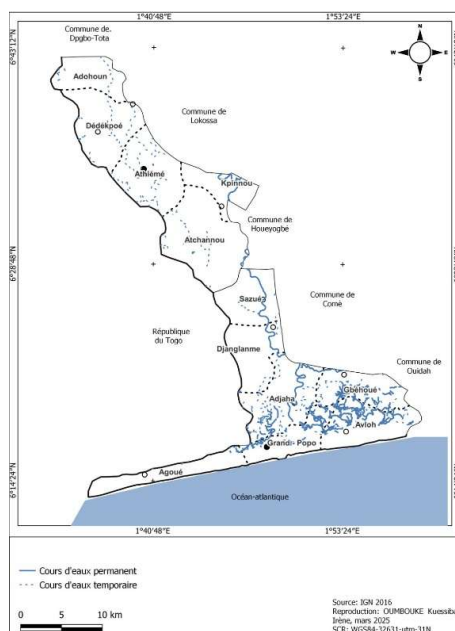 1°40'48"E
1°53'24"E
6°43'12"N
Commune de.
Dpgbo-Tota
N
W
E
S
Adohoun
Commune de
Lokossa
Dédékpoé
Athiémé
Kpinnou
Commune de
Houeyogbé
Atchannou
6°28'48"N
Sazué
Commune de
Comè
République
du Togo
Djanglanme
Commune de
Ouidah
Gbéhoué
Adjaha
Avloh
Grand- Popo
Agoué
6°14'24"N
Océan-atlantique
1°40'48"E
1°53'24"E
Cours d'eaux permanent
Cours d'eaux temporaire
0 5 10 km
Source: IGN 2016
Reproduction: OUMBOUKE Kuessiba
Irène, mars 2025
SCR: WGS84-32631-utm-31N